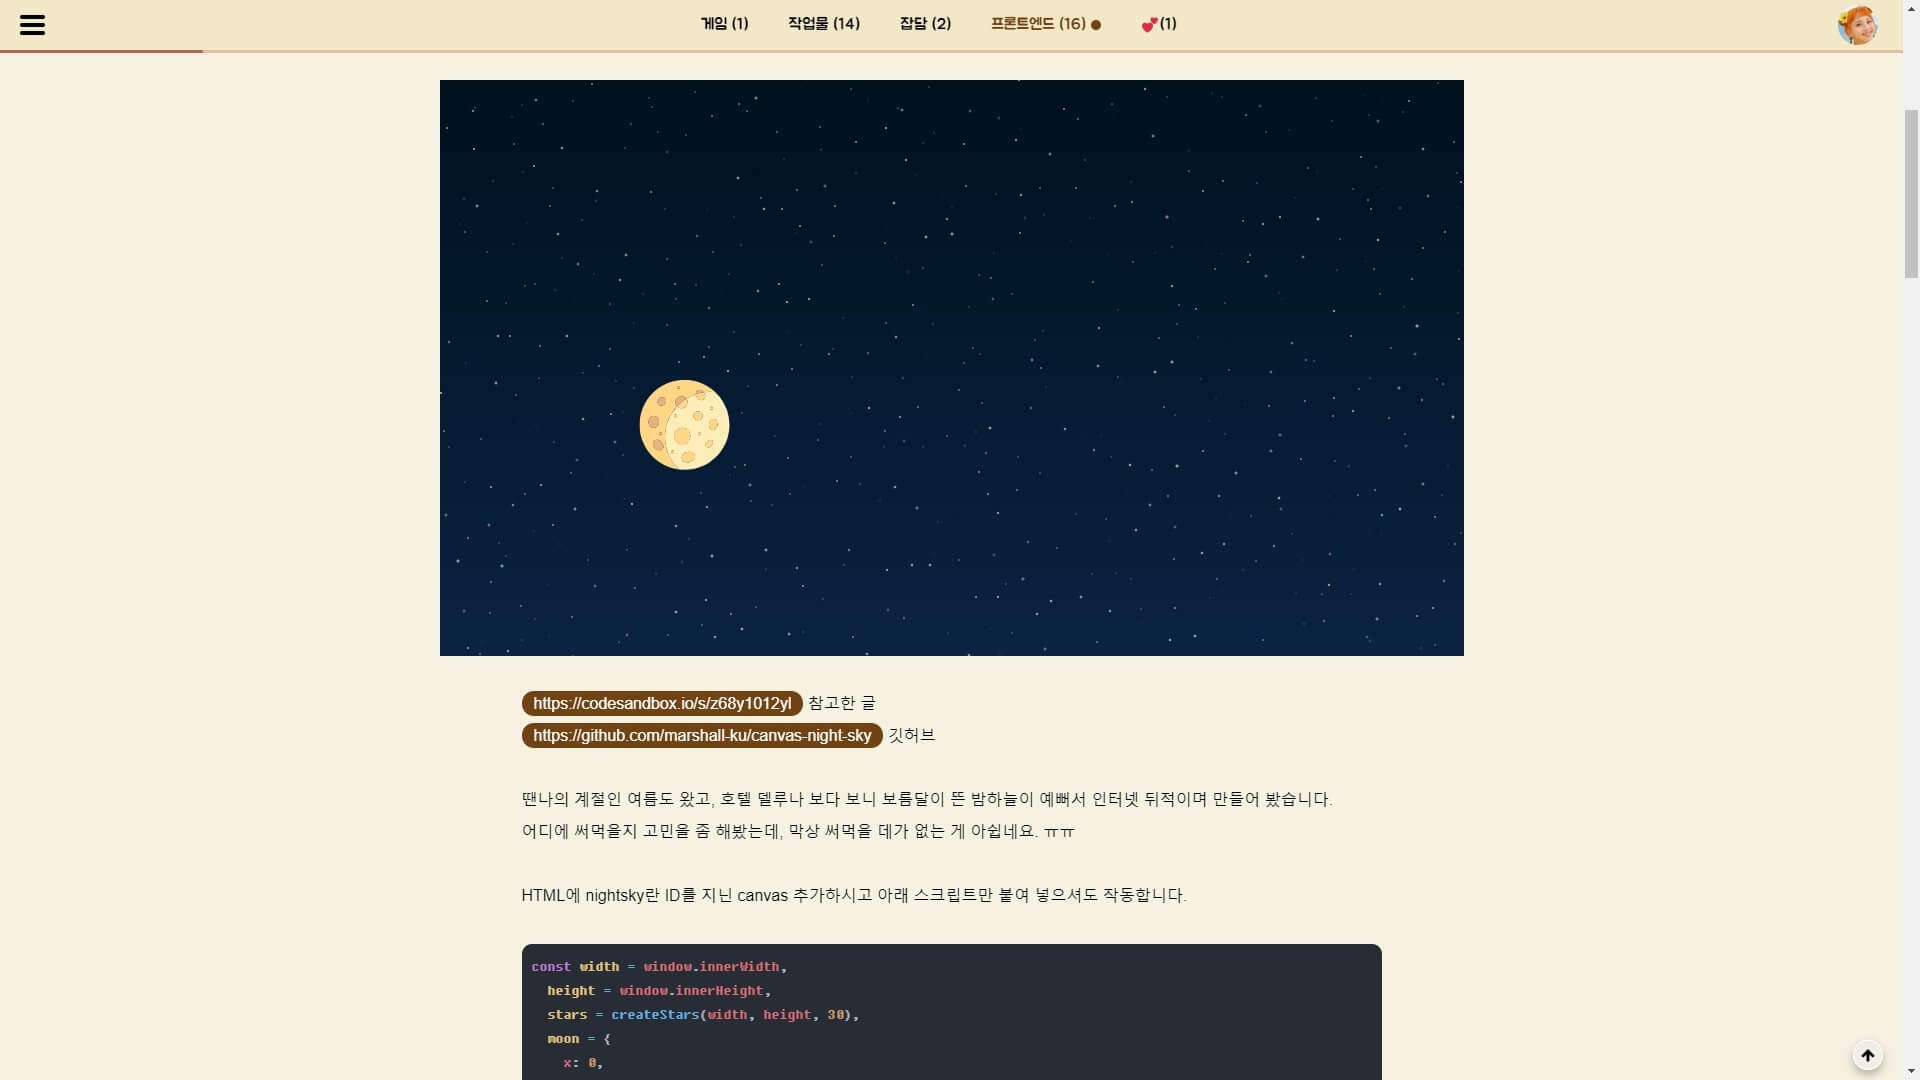 게임 (1) 작업물 (14) 잡담 (2) 프론트엔드 (16) 💕(1)
https://codesandbox.io/s/z68y1012yl 참고한 글
https://github.com/marshall-ku/canvas-night-sky 깃허브
땐나의 계절인 여름도 왔고, 호텔 델루나 보다 보니 보름달이 뜬 밤하늘이 예뻐서 인터넷 뒤적이며 만들어 봤습니다.
어디에 써먹을지 고민을 좀 해봤는데, 막상 써먹을 데가 없는 게 아쉽네요. ㅠㅠ
HTML에 nightsky란 ID를 지닌 canvas 추가하시고 아래 스크립트만 붙여 넣으셔도 작동합니다.
const width = window.innerWidth,
height = window.innerHeight,
stars = createStars(width, height, 30),
moon = {
x: 0,